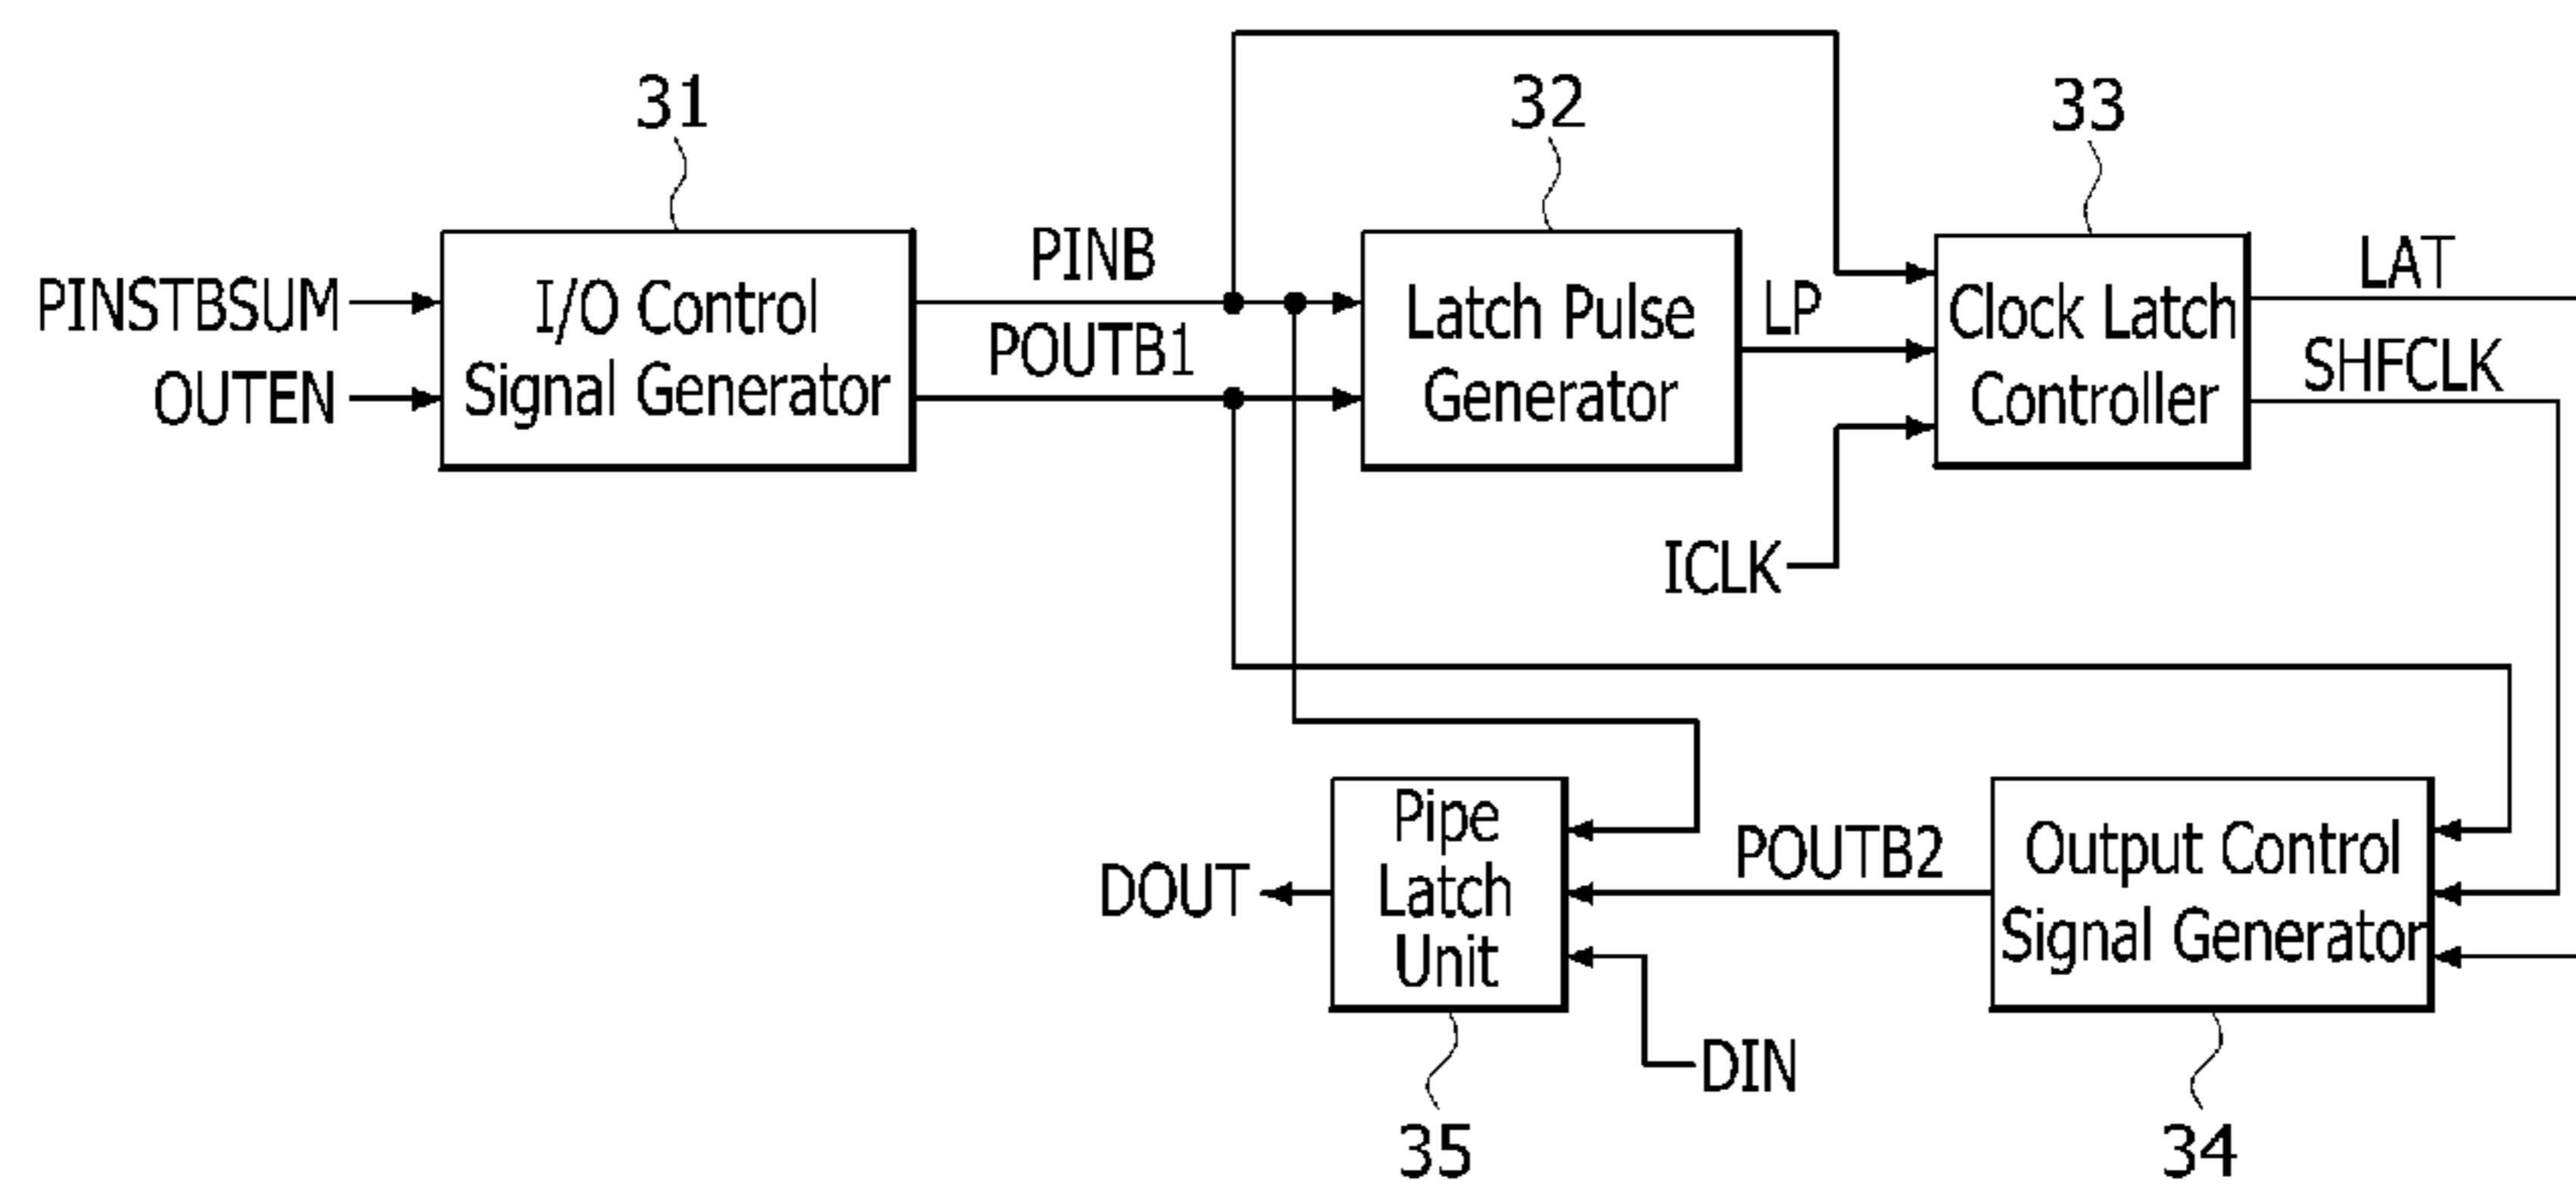 31
32
33
PINSTBSUM
OUTEN
I/O Control
Signal Generator
PINB
POUTB1
Latch Pulse
Generator
LP
ICLK
Clock Latch
Controller
LAT
SHFCLK
DOUT
Pipe
Latch
Unit
POUTB2
DIN
Output Control
Signal Generator
35
34